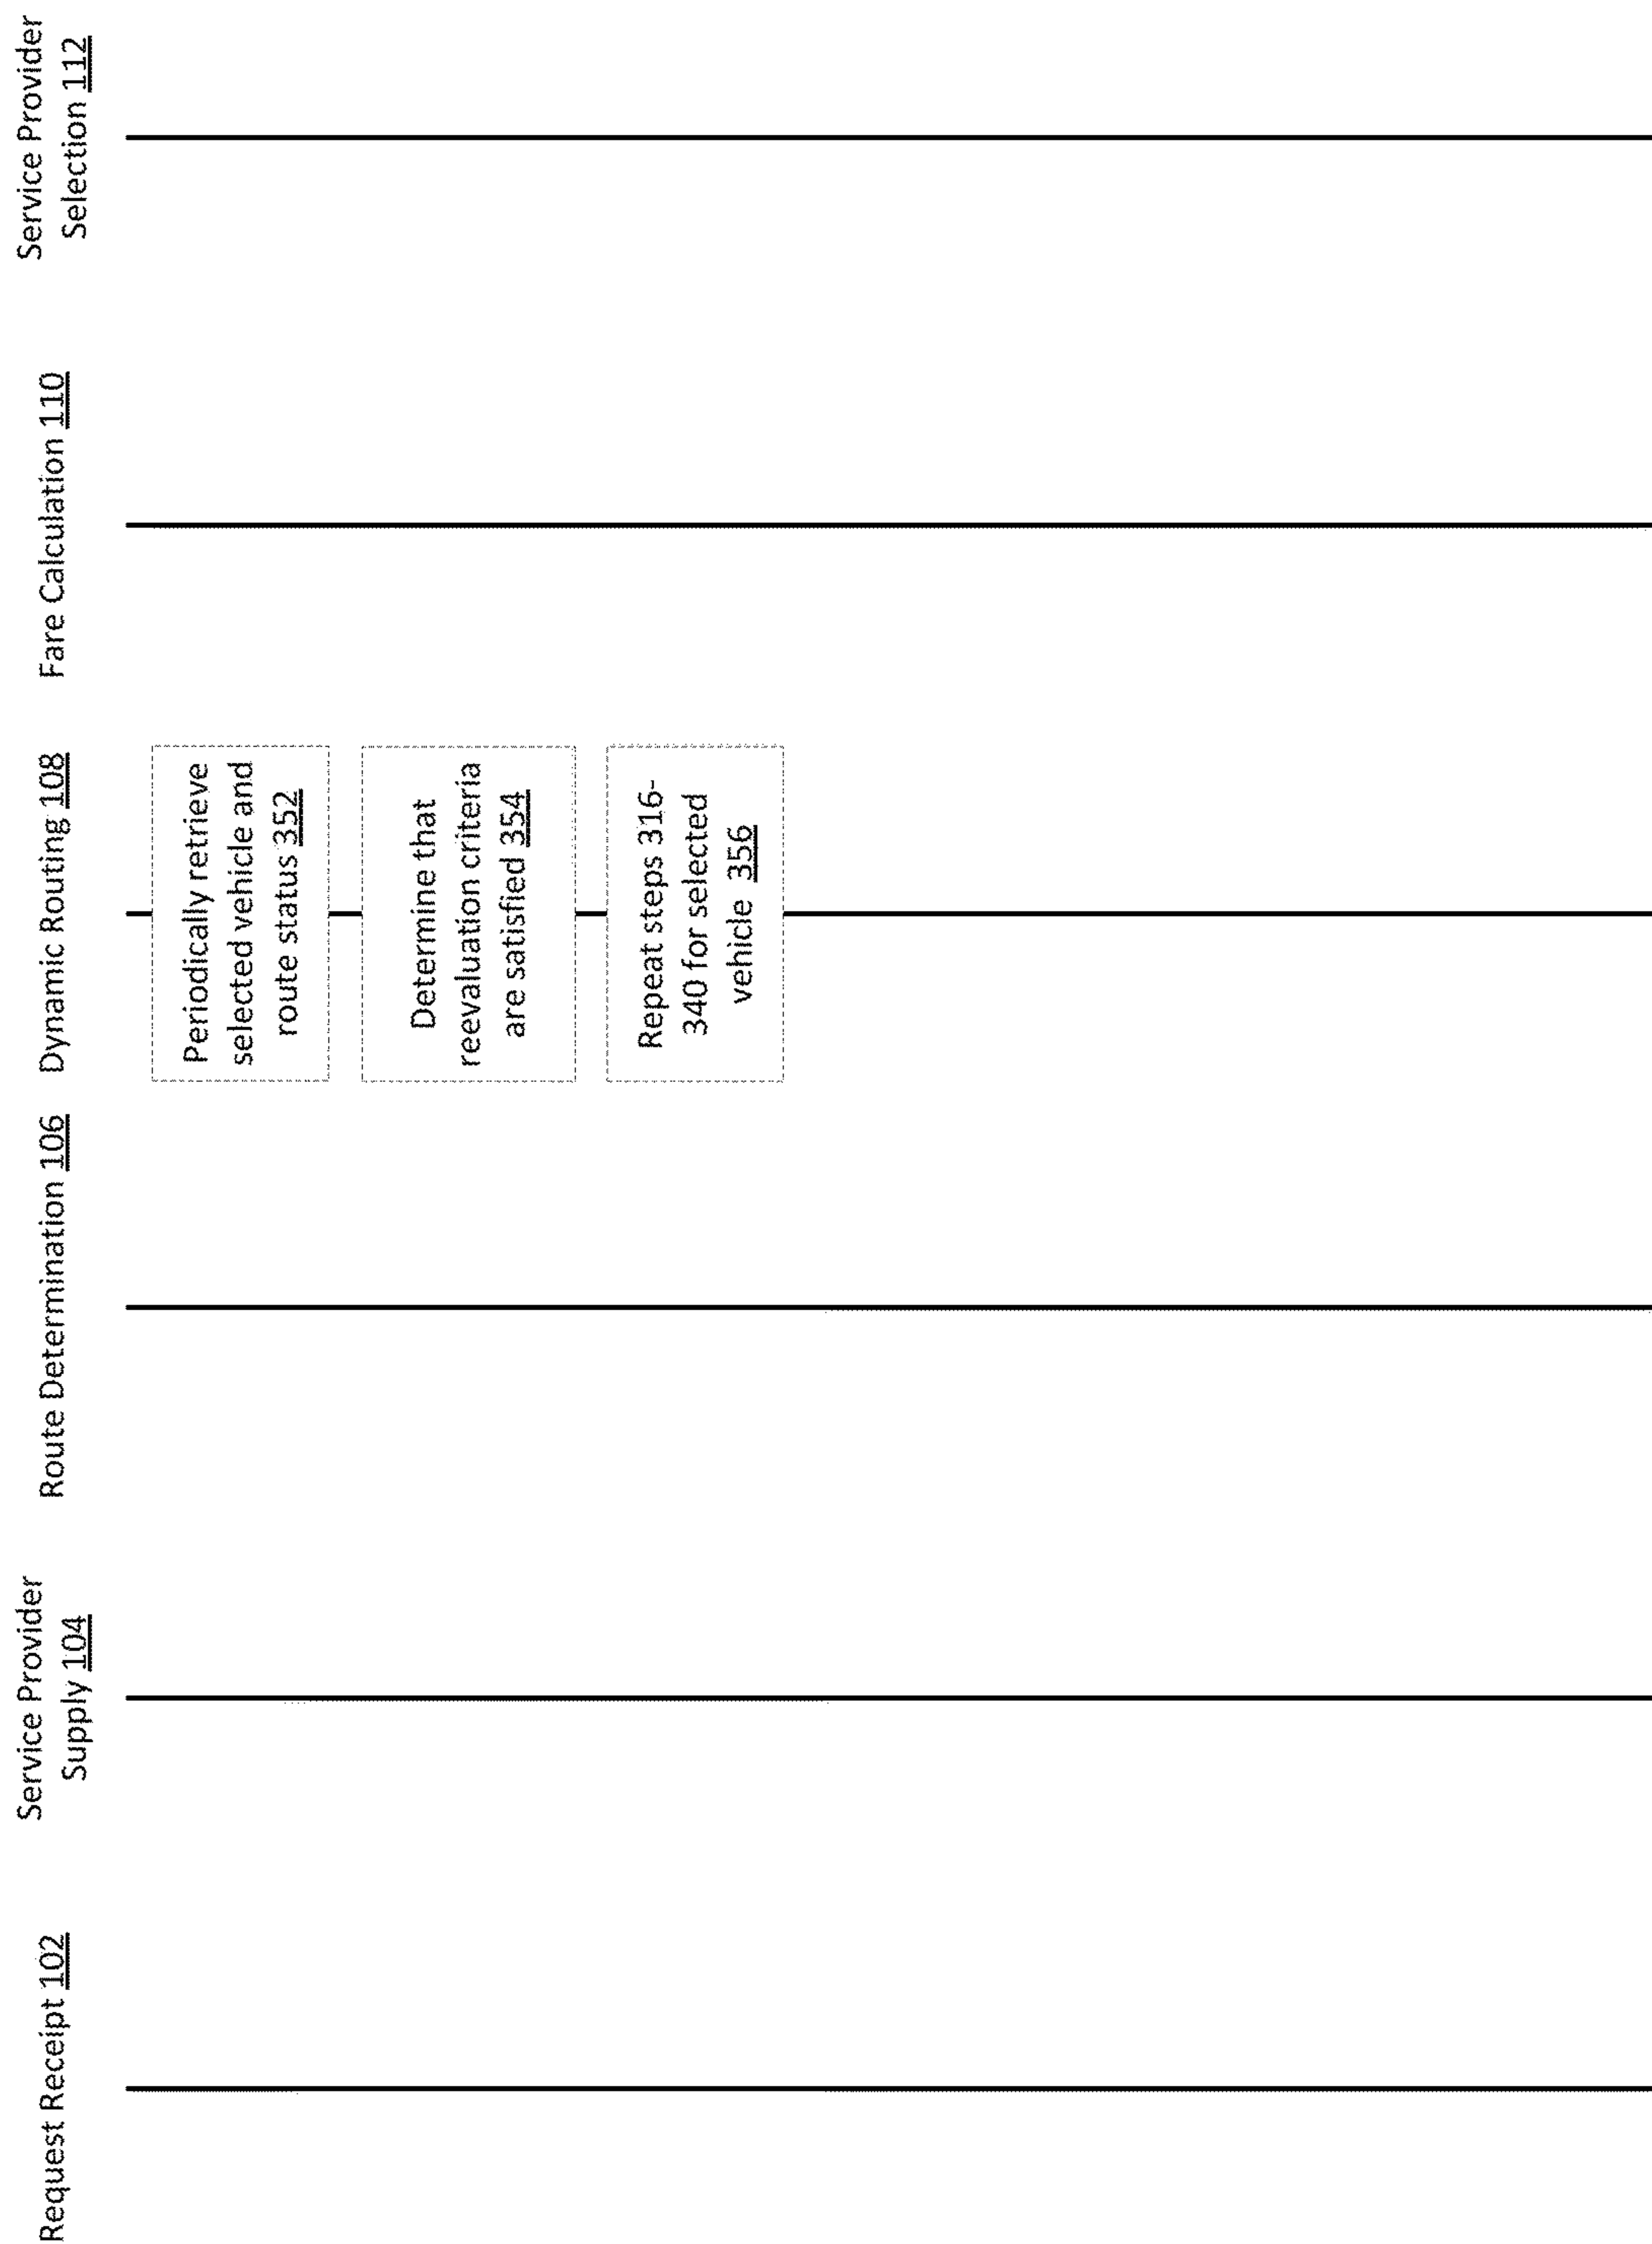 Request Receipt 102
Service Provider
Supply 104
Route Determination 106
Dynamic Routing 108
Fare Calculation 110
Service Provider
Selection 112
Periodically retrieve
selected vehicle and
route status 352
Determine that
reevaluation criteria
are satisfied 354
Repeat steps 316-
340 for selected
vehicle 356